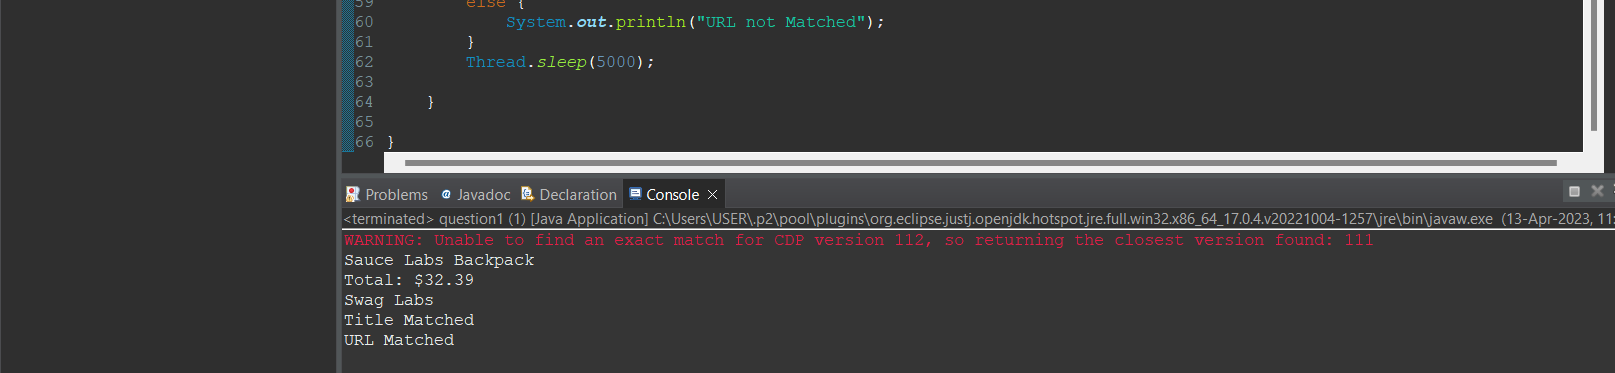 59 else {
60 System.out.println("URL not Matched");
61 }
62 Thread.sleep(5000);
63
64 }
65
66 }
Problems @ Javadoc Declaration Console
<terminated> question1 (1) [Java Application] C:\Users\USER\.p2\pool\plugins\org.eclipse.justj.openjdk.hotspot.jre.full.win32.x86_64_17.0.4.v20221004-1257\jre\bin\javaw.exe (13-Apr-2023, 11:
WARNING: Unable to find an exact match for CDP version 112, so returning the closest version found: 111
Sauce Labs Backpack
Total: $32.39
Swag Labs
Title Matched
URL Matched